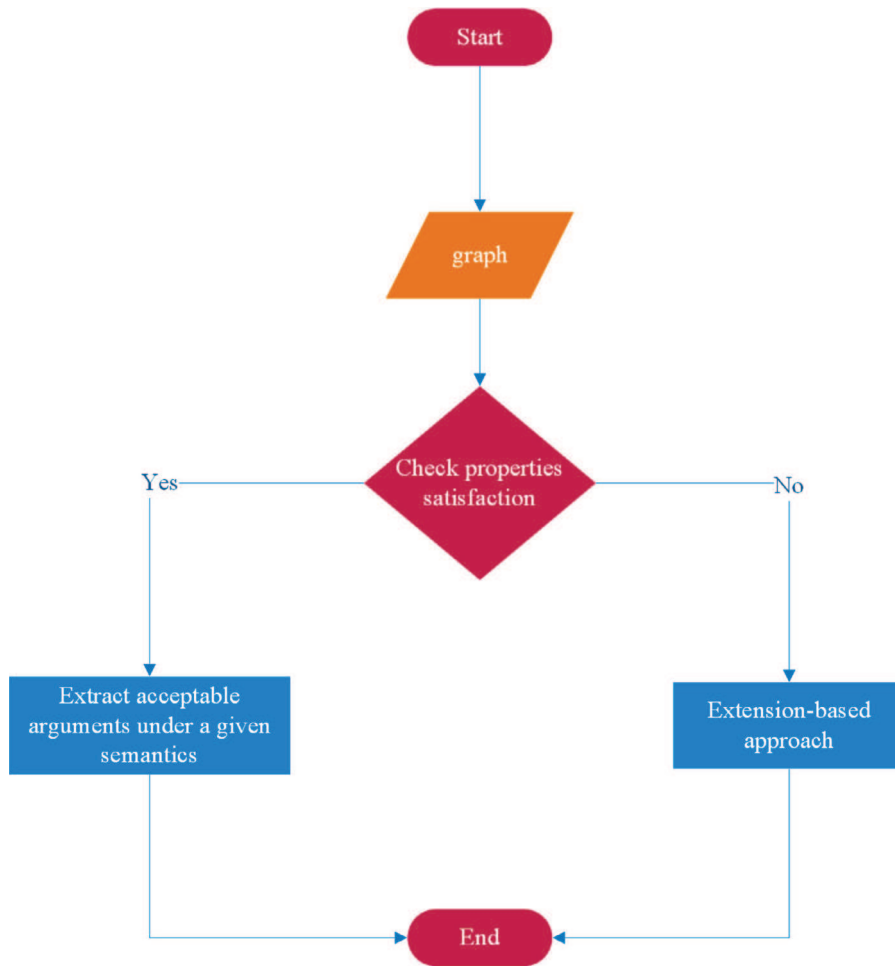 Start
graph
Check properties
satisfaction
Yes
No
Extract acceptable
arguments under a given
semantics
Extension-based
approach
End